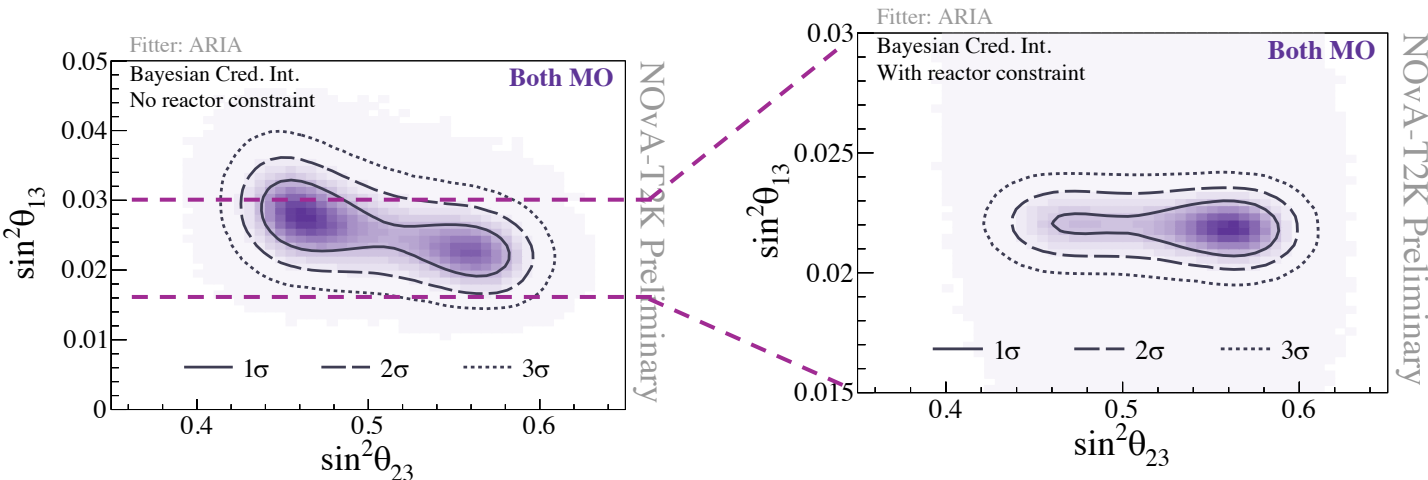 Fitter: ARIA
Bayesian Cred. Int.
No reactor constraint
Both MO
NOvA-T2K Preliminary
sin²θ₁₃
0.05
0.04
0.03
0.02
0.01
0
1σ 2σ 3σ
0.4 0.5 0.6
sin²θ₂₃
Fitter: ARIA
Bayesian Cred. Int.
With reactor constraint
Both MO
NOvA-T2K Preliminary
sin²θ₁₃
0.03
0.025
0.02
0.015
1σ 2σ 3σ
0.4 0.5 0.6
sin²θ₂₃